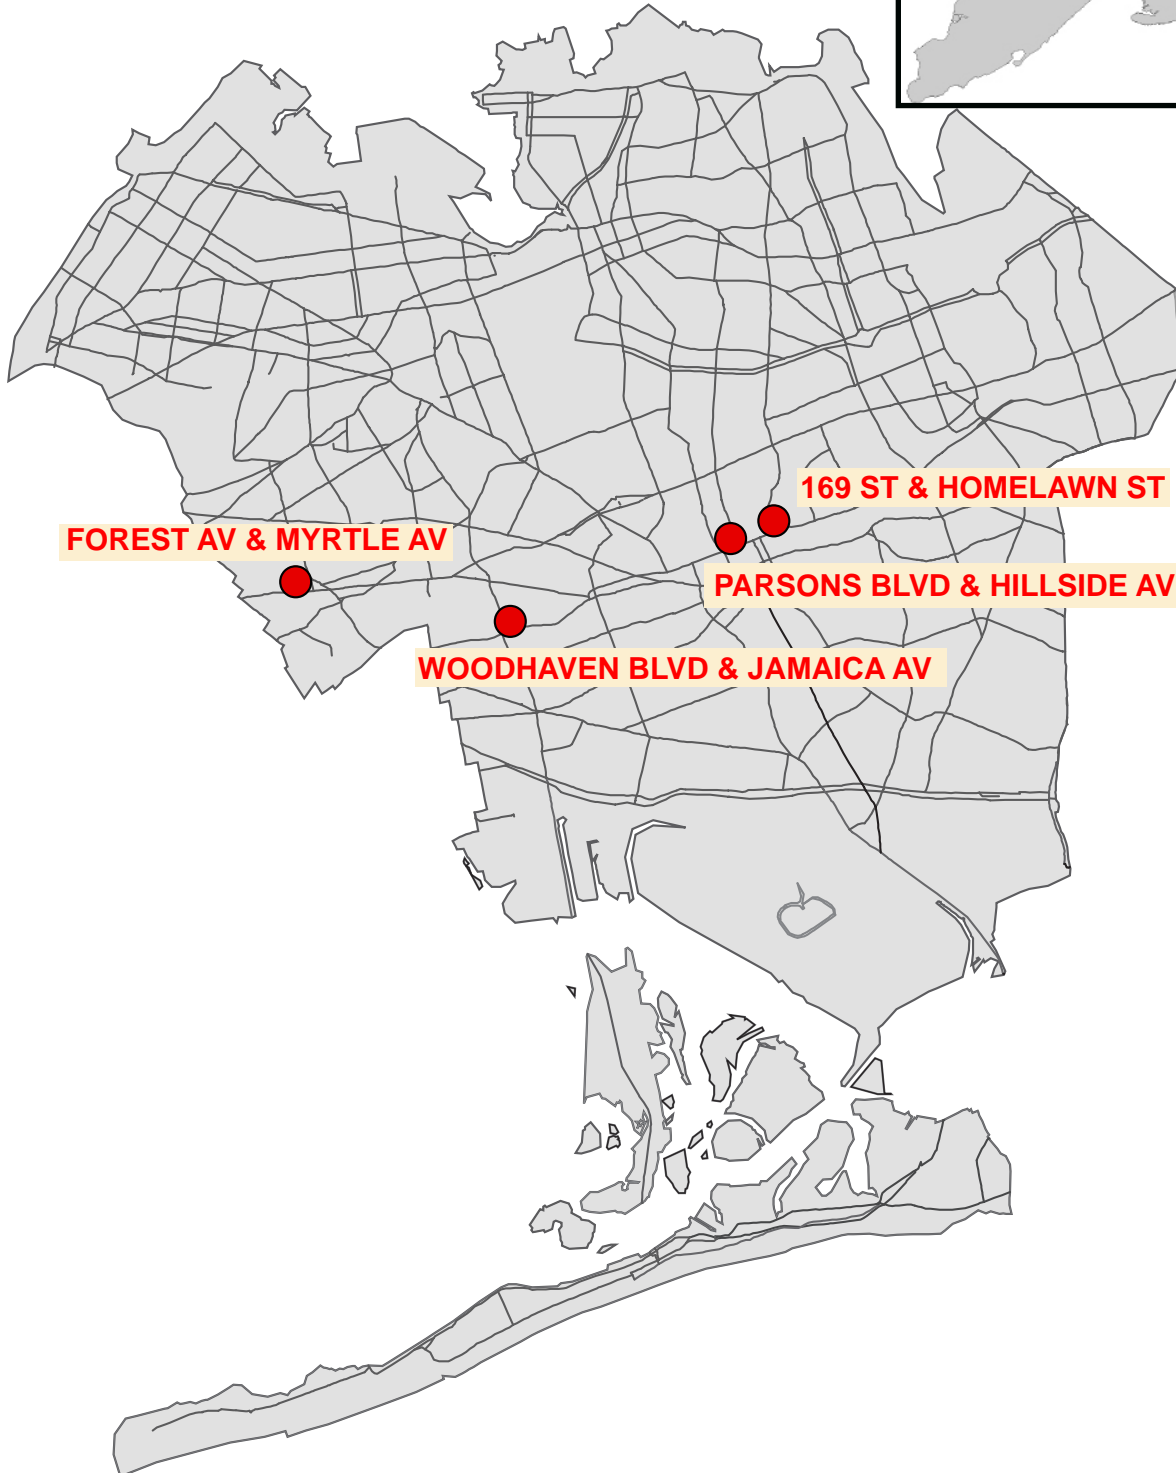 169 ST & HOMELAWN ST
FOREST AV & MYRTLE AV
PARSONS BLVD & HILLSIDE AV
WOODHAVEN BLVD & JAMAICA AV